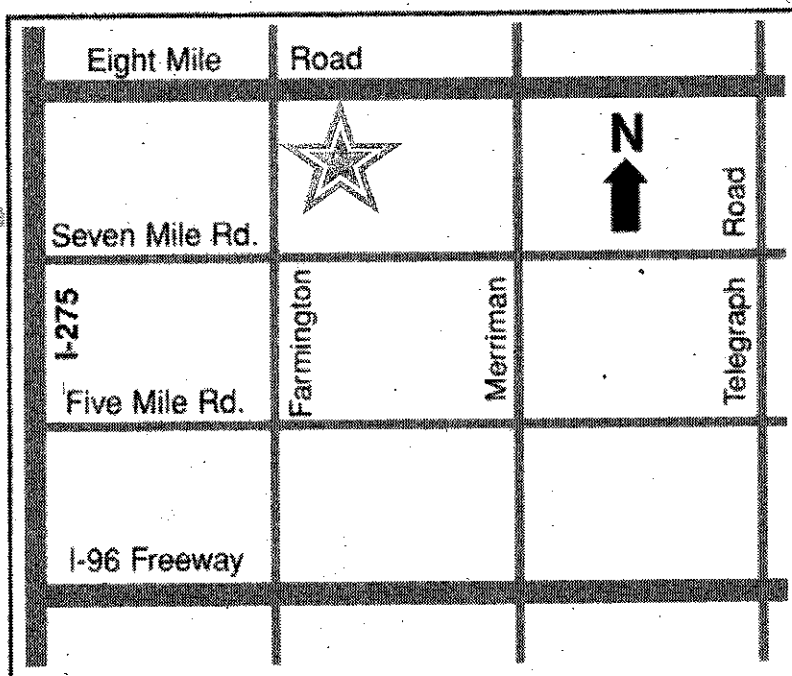 Eight Mile Road
N
Seven Mile Rd.
Road
I-275
Farmington
Merriman
Telegraph
Five Mile Rd.
I-96 Freeway